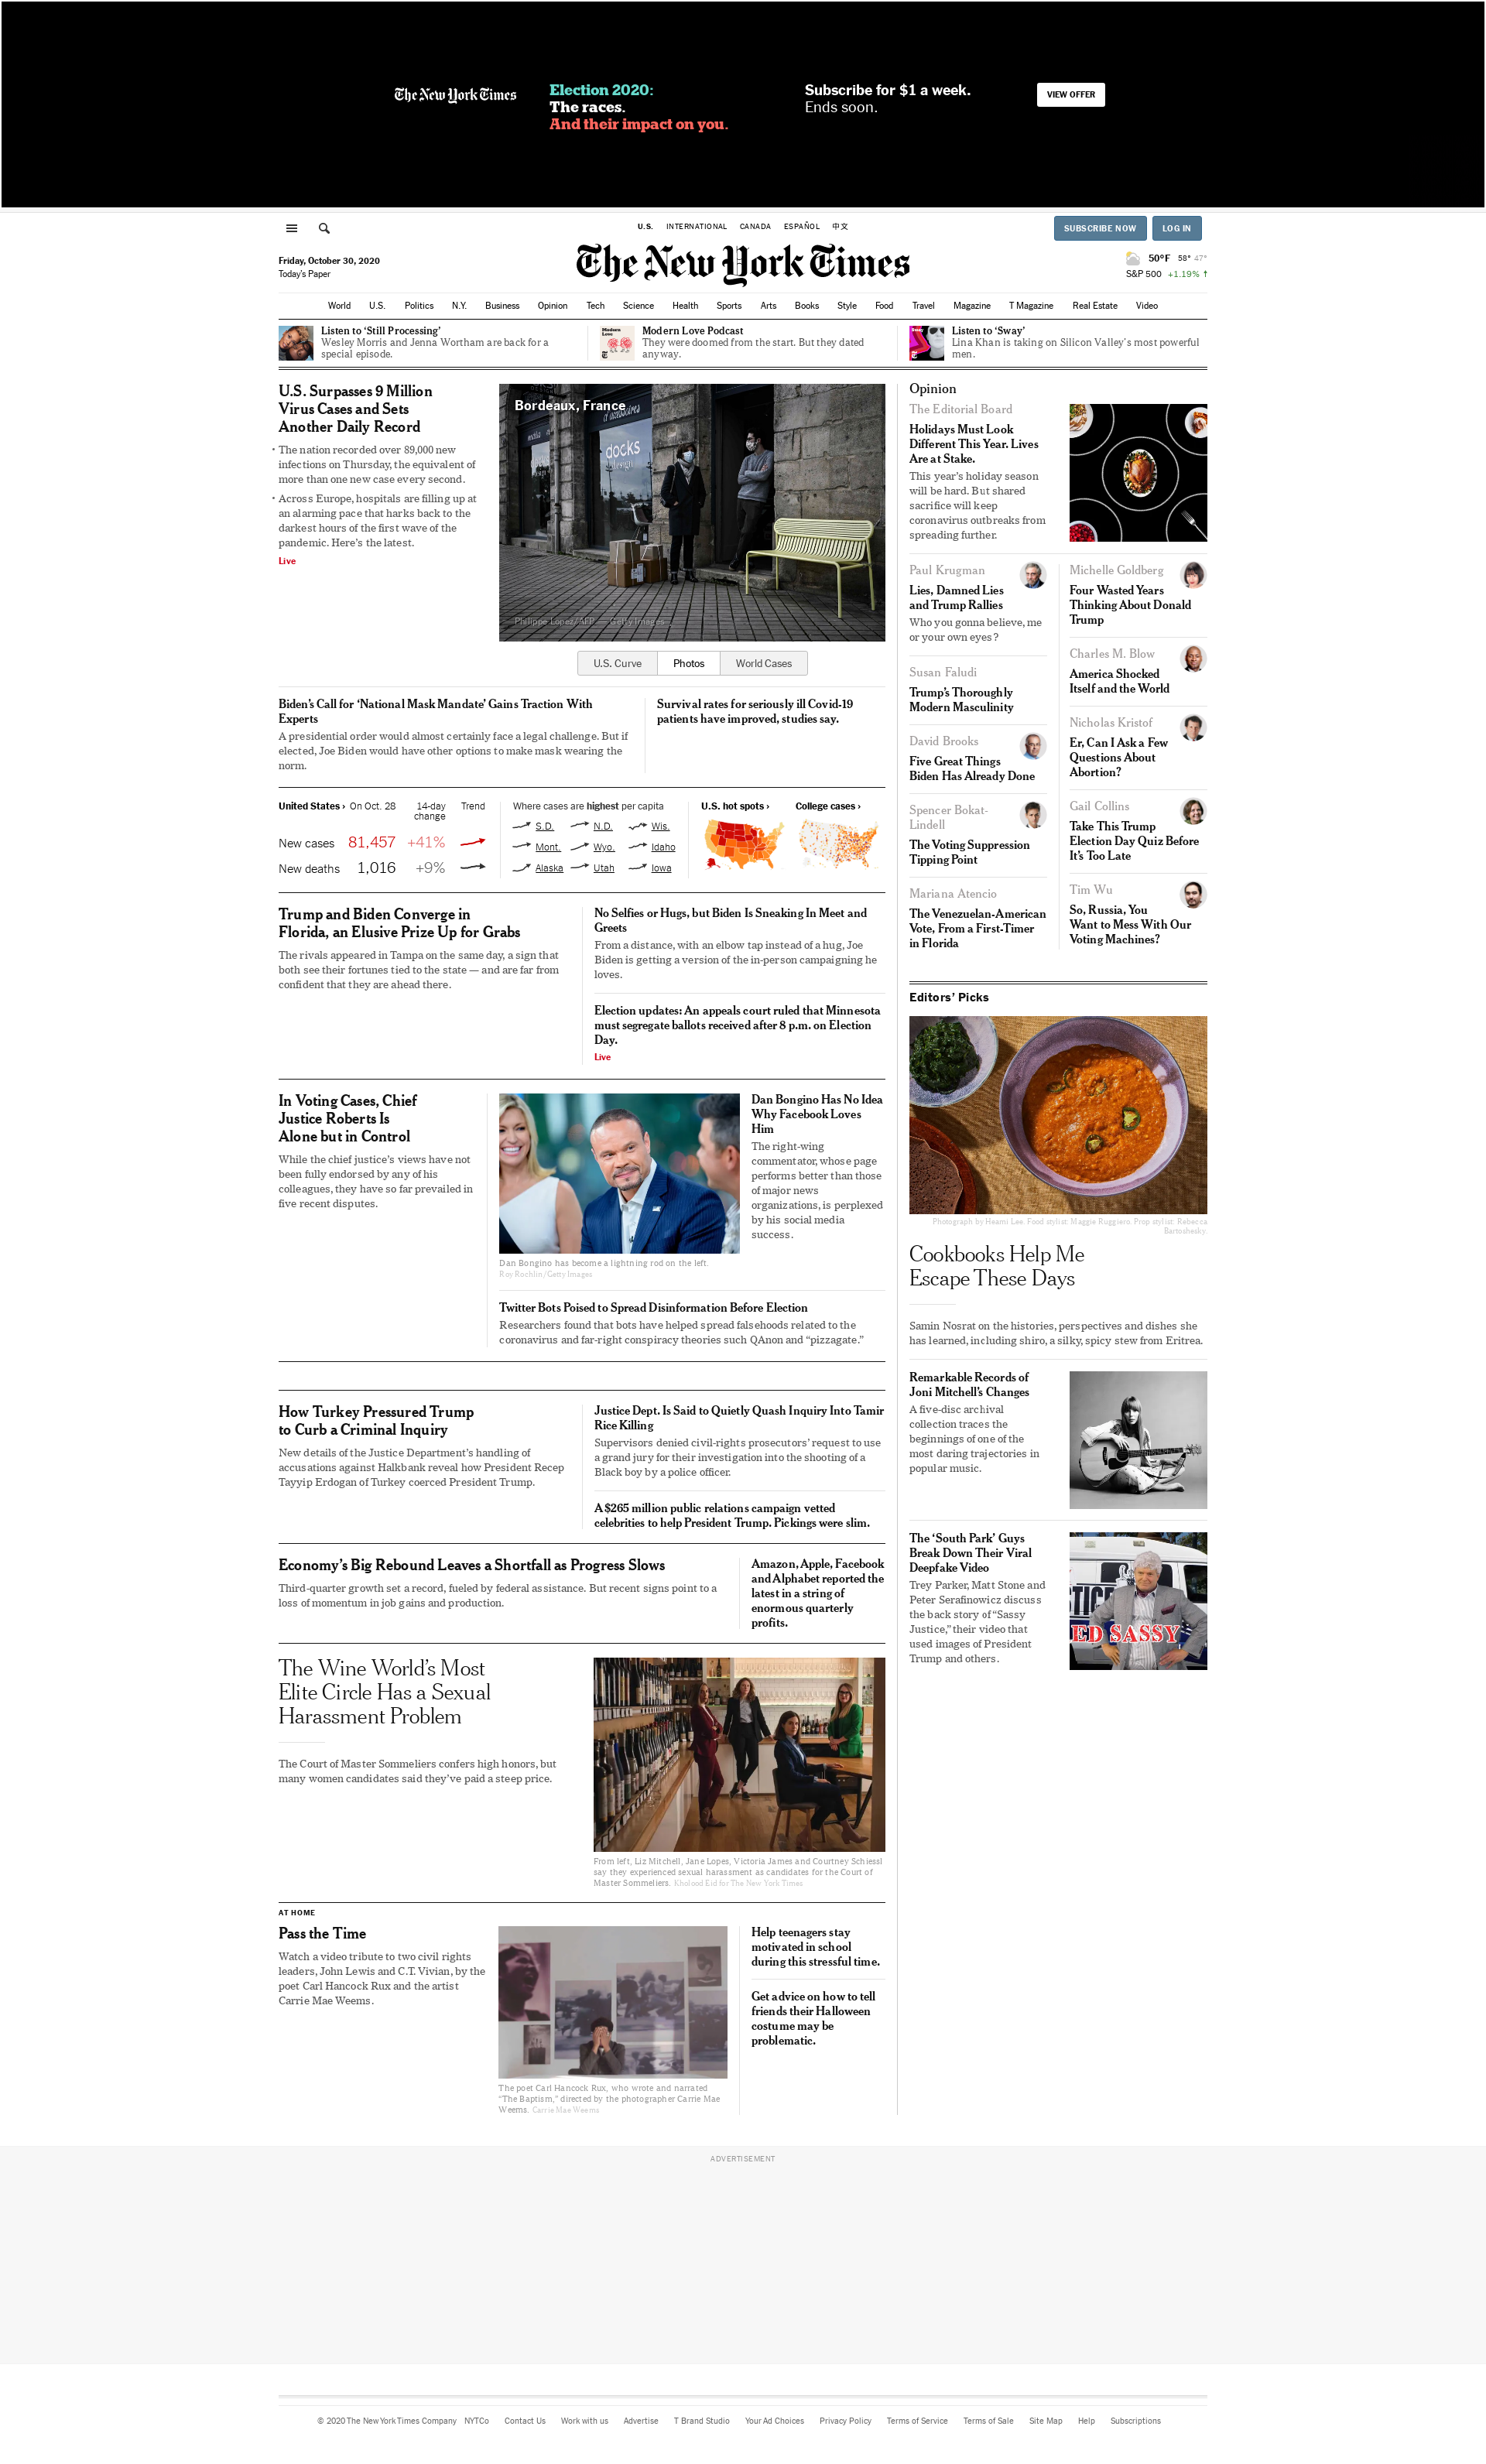 The New York Times
Election 2020:
The races.
And their impact on you.
Subscribe for $1 a week.
Ends soon.
VIEW OFFER
U.S. INTERNATIONAL CANADA ESPAÑOL 中文
SUBSCRIBE NOW LOG IN
Friday, October 30, 2020
Today's Paper
The New York Times
50°F 58° 47°
S&P 500 +1.19% ↑
World U.S. Politics N.Y. Business Opinion Tech Science Health Sports Arts Books Style Food Travel Magazine T Magazine Real Estate Video
Listen to ‘Still Processing’
Wesley Morris and Jenna Wortham are back for a
special episode.
Modern Love Podcast
They were doomed from the start. But they dated
anyway.
Listen to ‘Sway’
Lina Khan is taking on Silicon Valley's most powerful
men.
U.S. Surpasses 9 Million
Virus Cases and Sets
Another Daily Record
• The nation recorded over 89,000 new
infections on Thursday, the equivalent of
more than one new case every second.
• Across Europe, hospitals are filling up at
an alarming pace that harks back to the
darkest hours of the first wave of the
pandemic. Here's the latest.
Live
Bordeaux, France
docks
design
Philippe Lopez/AFP — Getty Images
U.S. Curve Photos World Cases
Biden’s Call for ‘National Mask Mandate’ Gains Traction With
Experts
A presidential order would almost certainly face a legal challenge. But if
elected, Joe Biden would have other options to make mask wearing the
norm.
Survival rates for seriously ill Covid-19
patients have improved, studies say.
United States › On Oct. 28 14-day
change Trend
New cases 81,457 +41%
New deaths 1,016 +9%
Where cases are highest per capita
S.D. N.D. Wis.
Mont. Wyo. Idaho
Alaska Utah Iowa
U.S. hot spots ›
College cases ›
Trump and Biden Converge in
Florida, an Elusive Prize Up for Grabs
The rivals appeared in Tampa on the same day, a sign that
both see their fortunes tied to the state — and are far from
confident that they are ahead there.
No Selfies or Hugs, but Biden Is Sneaking In Meet and
Greets
From a distance, with an elbow tap instead of a hug, Joe
Biden is getting a version of the in-person campaigning he
loves.
Election updates: An appeals court ruled that Minnesota
must segregate ballots received after 8 p.m. on Election
Day.
Live
In Voting Cases, Chief
Justice Roberts Is
Alone but in Control
While the chief justice’s views have not
been fully endorsed by any of his
colleagues, they have so far prevailed in
five recent disputes.
Dan Bongino has become a lightning rod on the left.
Roy Rochlin/Getty Images
Dan Bongino Has No Idea
Why Facebook Loves
Him
The right-wing
commentator, whose page
performs better than those
of major news
organizations, is perplexed
by his social media
success.
Twitter Bots Poised to Spread Disinformation Before Election
Researchers found that bots have helped spread falsehoods related to the
coronavirus and far-right conspiracy theories such QAnon and “pizzagate.”
How Turkey Pressured Trump
to Curb a Criminal Inquiry
New details of the Justice Department’s handling of
accusations against Halkbank reveal how President Recep
Tayyip Erdogan of Turkey coerced President Trump.
Justice Dept. Is Said to Quietly Quash Inquiry Into Tamir
Rice Killing
Supervisors denied civil-rights prosecutors’ request to use
a grand jury for their investigation into the shooting of a
Black boy by a police officer.
A $265 million public relations campaign vetted
celebrities to help President Trump. Pickings were slim.
Economy’s Big Rebound Leaves a Shortfall as Progress Slows
Third-quarter growth set a record, fueled by federal assistance. But recent signs point to a
loss of momentum in job gains and production.
Amazon, Apple, Facebook
and Alphabet reported the
latest in a string of
enormous quarterly
profits.
The Wine World’s Most
Elite Circle Has a Sexual
Harassment Problem
The Court of Master Sommeliers confers high honors, but
many women candidates said they’ve paid a steep price.
From left, Liz Mitchell, Jane Lopes, Victoria James and Courtney Schiessl
say they experienced sexual harassment as candidates for the Court of
Master Sommeliers. Kholood Eid for The New York Times
AT HOME
Pass the Time
Watch a video tribute to two civil rights
leaders, John Lewis and C.T. Vivian, by the
poet Carl Hancock Rux and the artist
Carrie Mae Weems.
The poet Carl Hancock Rux, who wrote and narrated
“The Baptism,” directed by the photographer Carrie Mae
Weems. Carrie Mae Weems
Help teenagers stay
motivated in school
during this stressful time.
Get advice on how to tell
friends their Halloween
costume may be
problematic.
Opinion
The Editorial Board
Holidays Must Look
Different This Year. Lives
Are at Stake.
This year’s holiday season
will be hard. But shared
sacrifice will keep
coronavirus outbreaks from
spreading further.
Paul Krugman
Lies, Damned Lies
and Trump Rallies
Who you gonna believe, me
or your own eyes?
Susan Faludi
Trump’s Thoroughly
Modern Masculinity
David Brooks
Five Great Things
Biden Has Already Done
Spencer Bokat-
Lindell
The Voting Suppression
Tipping Point
Mariana Atencio
The Venezuelan-American
Vote, From a First-Timer
in Florida
Michelle Goldberg
Four Wasted Years
Thinking About Donald
Trump
Charles M. Blow
America Shocked
Itself and the World
Nicholas Kristof
Er, Can I Ask a Few
Questions About
Abortion?
Gail Collins
Take This Trump
Election Day Quiz Before
It’s Too Late
Tim Wu
So, Russia, You
Want to Mess With Our
Voting Machines?
Editors’ Picks
Photograph by Heami Lee. Food stylist: Maggie Ruggiero. Prop stylist: Rebecca
Bartoshesky.
Cookbooks Help Me
Escape These Days
Samin Nosrat on the histories, perspectives and dishes she
has learned, including shiro, a silky, spicy stew from Eritrea.
Remarkable Records of
Joni Mitchell’s Changes
A five-disc archival
collection traces the
beginnings of one of the
most daring trajectories in
popular music.
The ‘South Park’ Guys
Break Down Their Viral
Deepfake Video
Trey Parker, Matt Stone and
Peter Serafinowicz discuss
the back story of “Sassy
Justice,” their video that
used images of President
Trump and others.
ED SASSY
ADVERTISEMENT
© 2020 The New York Times Company NYTCo Contact Us Work with us Advertise T Brand Studio Your Ad Choices Privacy Policy Terms of Service Terms of Sale Site Map Help Subscriptions